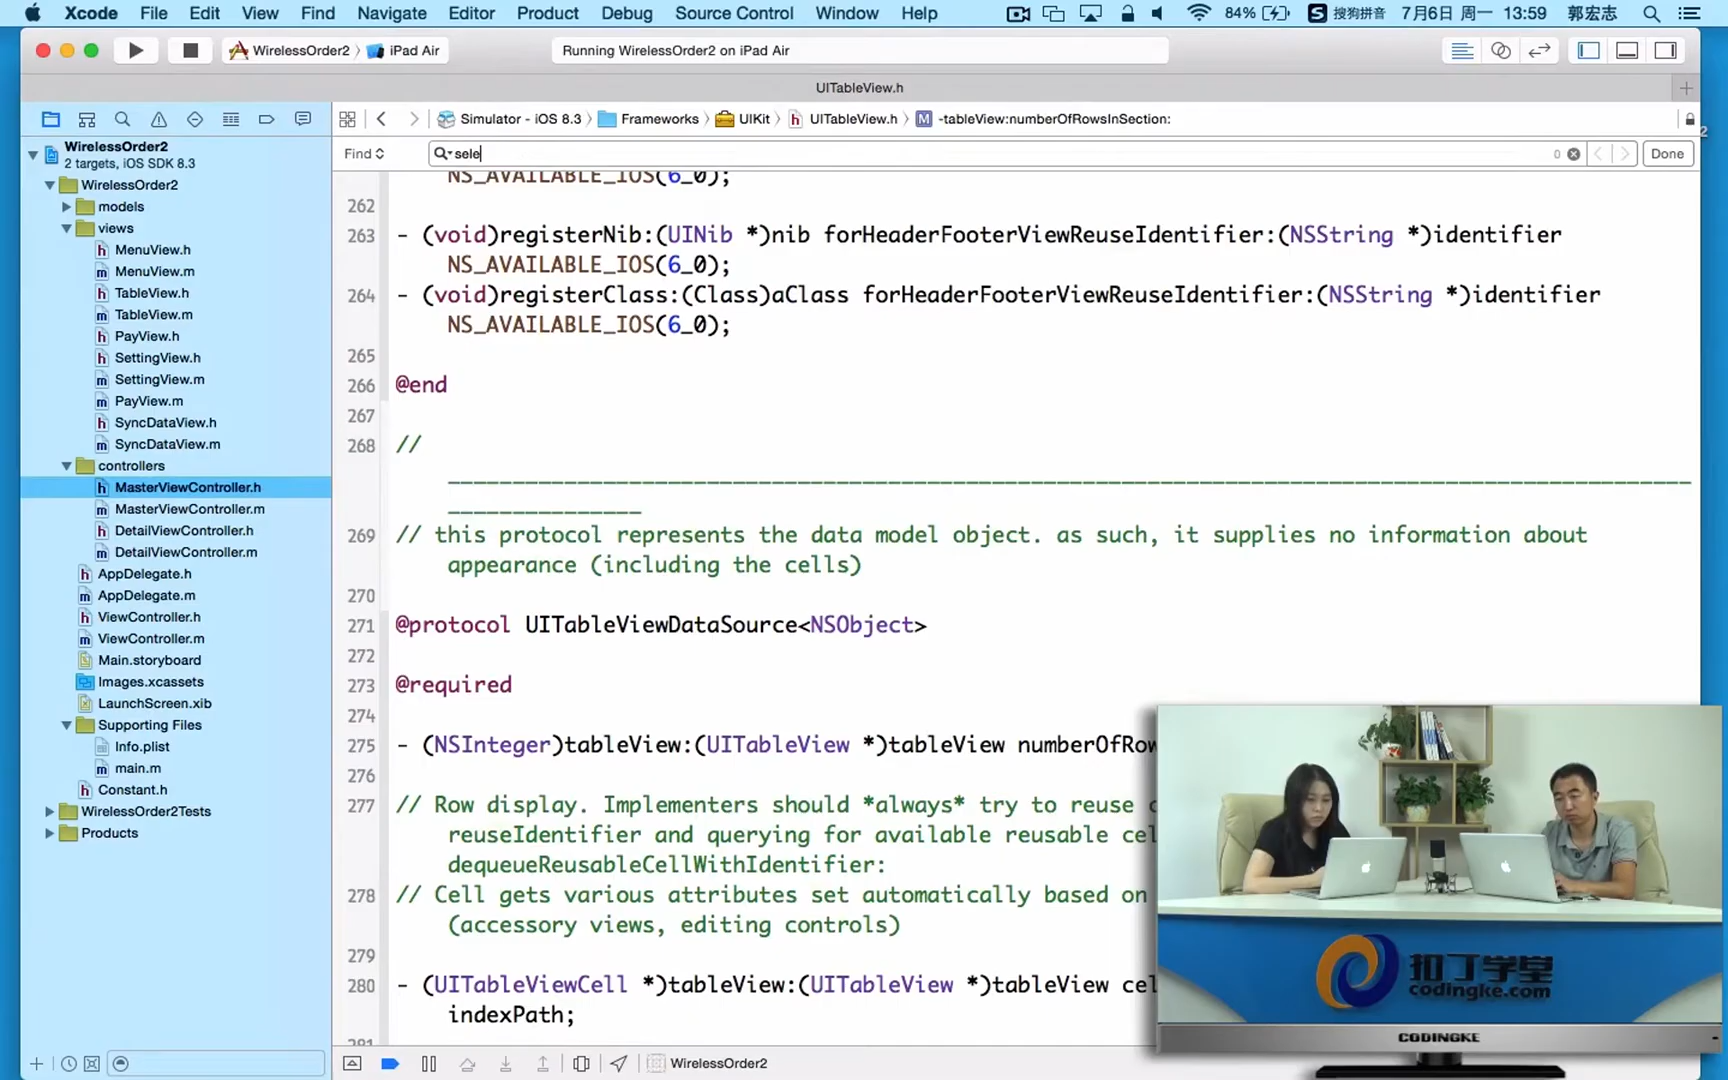 Xcode File Edit View Find Navigate Editor Product Debug Source Control Window Help 84% S 搜狗拼音 7月6日 周一 13:59 郭宏志
WirelessOrder2 iPad Air Running WirelessOrder2 on iPad Air
UITableView.h
Simulator - iOS 8.3 Frameworks UIKit h UITableView.h M -tableView:numberOfRowsInSection:
2
Find sele 0 Done
WirelessOrder2
2 targets, iOS SDK 8.3
WirelessOrder2
models
views
h MenuView.h
m MenuView.m
h TableView.h
m TableView.m
h PayView.h
h SettingView.h
m SettingView.m
m PayView.m
h SyncDataView.h
m SyncDataView.m
controllers
h MasterViewController.h
m MasterViewController.m
h DetailViewController.h
m DetailViewController.m
h AppDelegate.h
m AppDelegate.m
h ViewController.h
m ViewController.m
Main.storyboard
Images.xcassets
LaunchScreen.xib
Supporting Files
Info.plist
m main.m
h Constant.h
WirelessOrder2Tests
Products
NS_AVAILABLE_IOS(6_0);
262
263 - (void)registerNib:(UINib *)nib forHeaderFooterViewReuseIdentifier:(NSString *)identifier
NS_AVAILABLE_IOS(6_0);
264 - (void)registerClass:(Class)aClass forHeaderFooterViewReuseIdentifier:(NSString *)identifier
NS_AVAILABLE_IOS(6_0);
265
266 @end
267
268 //
269 // this protocol represents the data model object. as such, it supplies no information about
appearance (including the cells)
270
271 @protocol UITableViewDataSource<NSObject>
272
273 @required
274
275 - (NSInteger)tableView:(UITableView *)tableView numberOfRow
276
277 // Row display. Implementers should *always* try to reuse
reuseIdentifier and querying for available reusable cel
dequeueReusableCellWithIdentifier:
278 // Cell gets various attributes set automatically based on
(accessory views, editing controls)
279
280 - (UITableViewCell *)tableView:(UITableView *)tableView cel
indexPath;
281
WirelessOrder2
扣丁学堂
codingke.com
CODINGKE